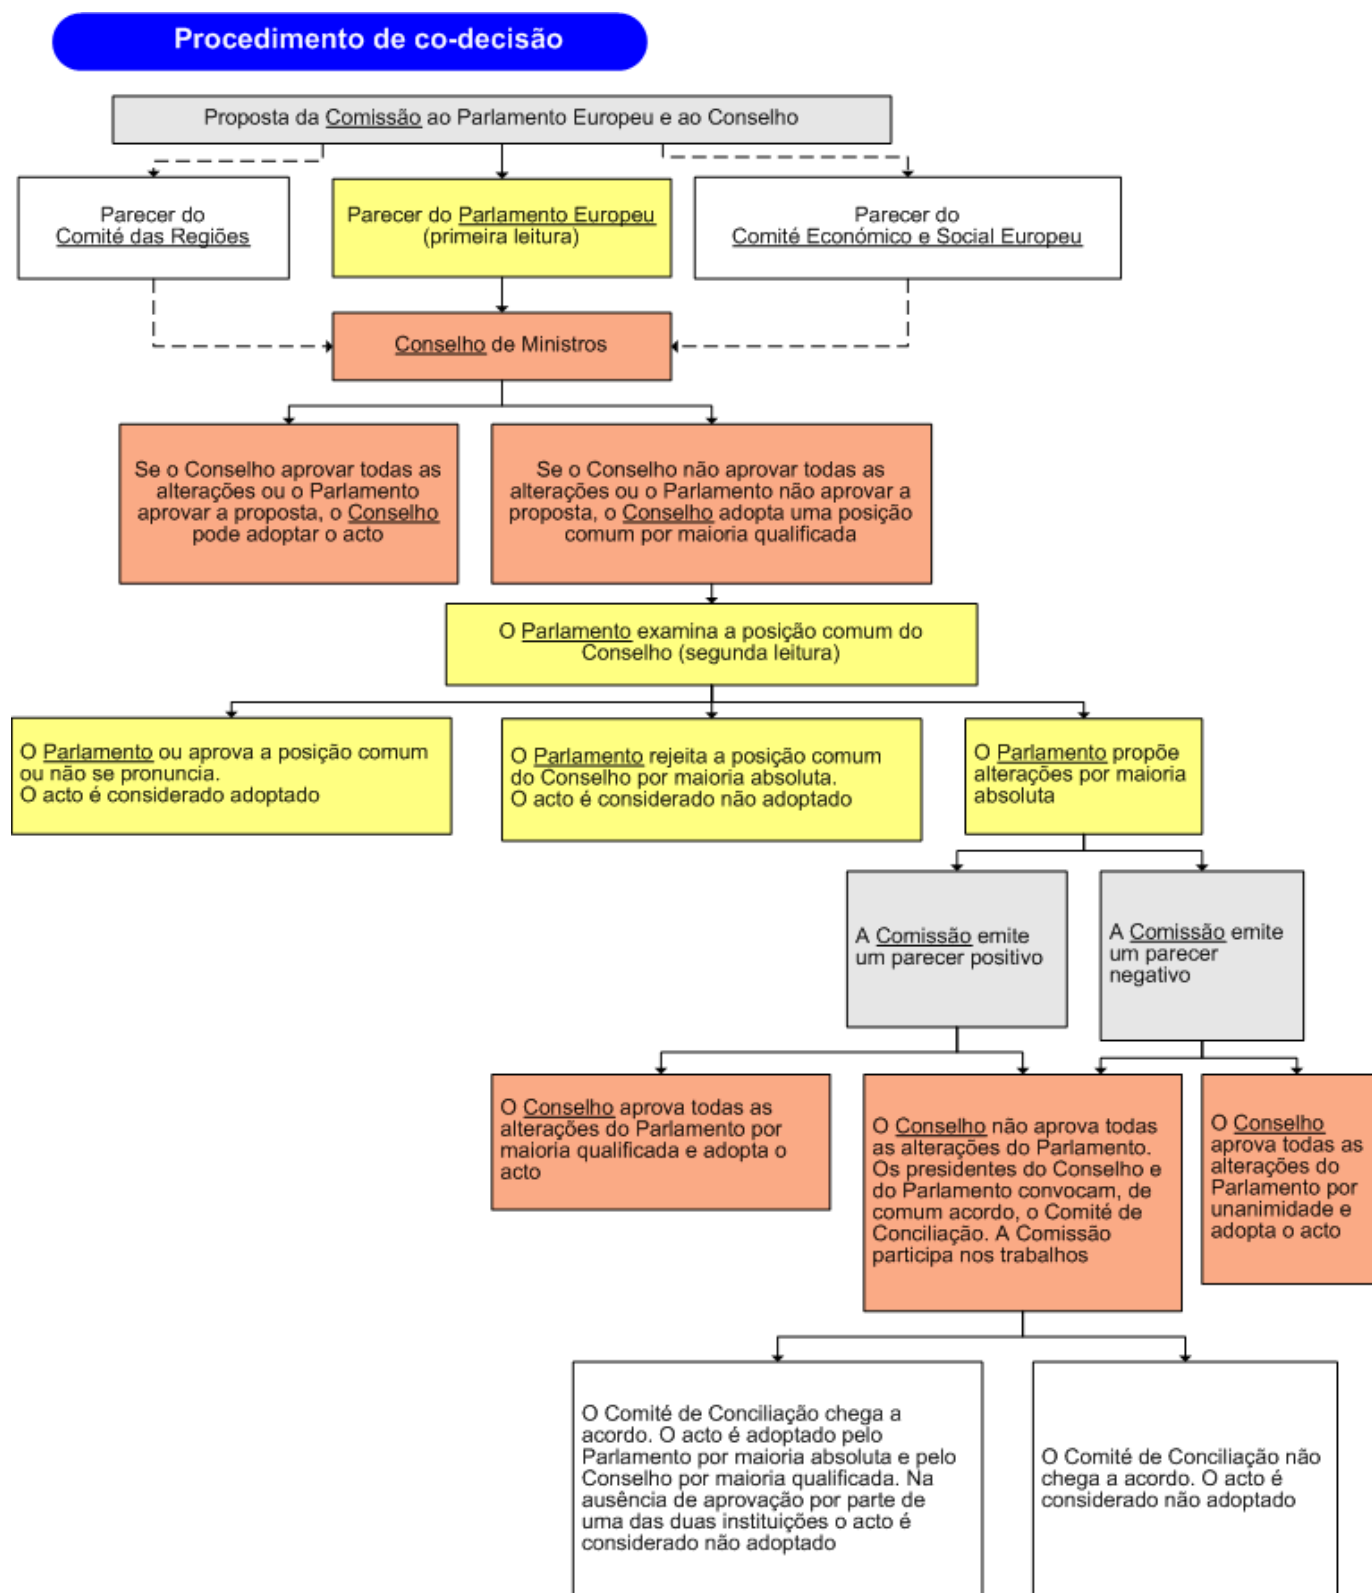 Procedimento de co-decisão
Proposta da Comissão ao Parlamento Europeu e ao Conselho
Parecer do
Comité das Regiões
Parecer do Parlamento Europeu
(primeira leitura)
Parecer do
Comité Económico e Social Europeu
Conselho de Ministros
Se o Conselho aprovar todas as
alterações ou o Parlamento
aprovar a proposta, o Conselho
pode adoptar o acto
Se o Conselho não aprovar todas as
alterações ou o Parlamento não aprovar a
proposta, o Conselho adopta uma posição
comum por maioria qualificada
O Parlamento examina a posição comum do
Conselho (segunda leitura)
O Parlamento ou aprova a posição comum
ou não se pronuncia.
O acto é considerado adoptado
O Parlamento rejeita a posição comum
do Conselho por maioria absoluta.
O acto é considerado não adoptado
O Parlamento propõe
alterações por maioria
absoluta
A Comissão emite
um parecer positivo
A Comissão emite
um parecer
negativo
O Conselho aprova todas as
alterações do Parlamento por
maioria qualificada e adopta o
acto
O Conselho não aprova todas
as alterações do Parlamento.
Os presidentes do Conselho e
do Parlamento convocam, de
comum acordo, o Comité de
Conciliação. A Comissão
participa nos trabalhos
O Conselho
aprova todas as
alterações do
Parlamento por
unanimidade e
adopta o acto
O Comité de Conciliação chega a
acordo. O acto é adoptado pelo
Parlamento por maioria absoluta e pelo
Conselho por maioria qualificada. Na
ausência de aprovação por parte de
uma das duas instituições o acto é
considerado não adoptado
O Comité de Conciliação não
chega a acordo. O acto é
considerado não adoptado